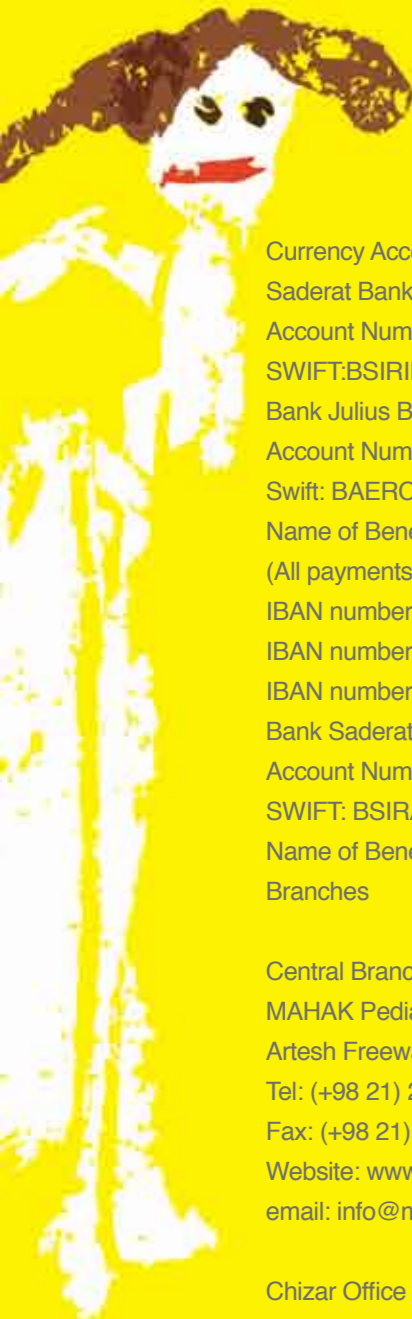 Currency Acc
Saderat Bank
Account Num
SWIFT:BSIRI
Bank Julius B
Account Num
Swift: BAERC
Name of Bene
(All payments
IBAN number
IBAN number
IBAN number
Bank Saderat
Account Num
SWIFT: BSIRA
Name of Bene
Branches

Central Branc
MAHAK Pedia
Artesh Freewa
Tel: (+98 21) 2
Fax: (+98 21)
Website: www
email: info@m

Chizar Office